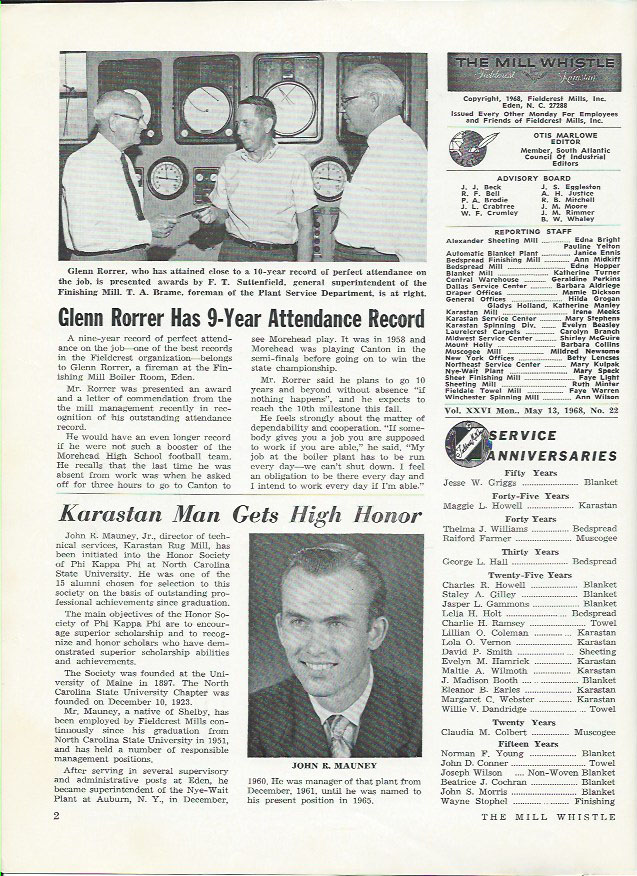 Glenn Rorrer, who has attained close to a 10-year record of perfect attendance on
the job, is presented awards by F. T. Suttenfield, general superintendent of the
Finishing Mill. T. A. Brame, foreman of the Plant Service Department, is at right.
Glenn Rorrer Has 9-Year Attendance Record
A nine-year record of perfect attend-
ance on the job—one of the best records
in the Fieldcrest organization—belongs
to Glenn Rorrer, a fireman at the Fin-
ishing Mill Boiler Room, Eden.
Mr. Rorrer was presented an award
and a letter of commendation from the
the mill management recently in rec-
ognition of his outstanding attendance
record.
He would have an even longer record
if he were not such a booster of the
Morehead High School football team.
He recalls that the last time he was
absent from work was when he asked
off for three hours to go to Canton to
see Morehead play. It was in 1958 and
Morehead was playing Canton in the
semi-finals before going on to win the
state championship.
Mr. Rorrer said he plans to go 10
years and beyond without absence "if
nothing happens", and he expects to
reach the 10th milestone this fall.
He feels strongly about the matter of
dependability and cooperation. "If some-
body gives you a job you are supposed
to work if you are able," he said, "My
job at the boiler plant has to be run
every day—we can't shut down. I feel
an obligation to be there every day and
I intend to work every day if I'm able."
Karastan Man Gets High Honor
John R. Mauney, Jr., director of tech-
nical services, Karastan Rug Mill, has
been initiated into the Honor Society
of Phi Kappa Phi at North Carolina
State University. He was one of the
15 alumni chosen for selection to this
society on the basis of outstanding pro-
fessional achievements since graduation.
The main objectives of the Honor So-
ciety of Phi Kappa Phi are to encour-
age superior scholarship and to recog-
nize and honor scholars who have dem-
onstrated superior scholarship abilities
and achievements.
The Society was founded at the Uni-
versity of Maine in 1897. The North
Carolina State University Chapter was
founded on December 10, 1923.
Mr. Mauney, a native of Shelby, has
been employed by Fieldcrest Mills con-
tinuously since his graduation from
North Carolina State University in 1951,
and has held a number of responsible
management positions.
After serving in several supervisory
and administrative posts at Eden, he
became superintendent of the Nye-Wait
Plant at Auburn, N. Y., in December,
JOHN R. MAUNEY
1960. He was manager of that plant from
December, 1961, until he was named to
his present position in 1965.
THE MILL WHISTLE
Fieldcrest Karastan
Copyright, 1968, Fieldcrest Mills, Inc.
Eden, N. C. 27288
Issued Every Other Monday For Employees
and Friends of Fieldcrest Mills, Inc.
OTIS MARLOWE
EDITOR
Member, South Atlantic
Council Of Industrial
Editors
ADVISORY BOARD
J. J. Beck J. S. Eggleston
R. F. Bell A. H. Justice
P. A. Brodie R. B. Mitchell
J. L. Crabtree J. M. Moore
W. F. Crumley J. M. Rimmer
B. W. Whaley
REPORTING STAFF
Alexander Sheeting Mill .......... Edna Bright
Pauline Yelton
Automatic Blanket Plant .......... Janice Ennis
Bedspread Finishing Mill .......... Ann Midkiff
Bedspread Mill .......... Edna Hopper
Blanket Mill .......... Katherine Turner
Central Warehouse .......... Geraldine Perkins
Dallas Service Center .......... Barbara Aldridge
Draper Offices .......... Mamie Dickson
General Offices .......... Hilda Grogan
Gladys Holland, Katherine Manley
Karastan Mill .......... Irene Meeks
Karastan Service Center .......... Mary Stephens
Karastan Spinning Div. .......... Evelyn Beasley
Laurelcrest Carpets .......... Carolyn Branch
Midwest Service Center .......... Shirley McGuire
Mount Holly .......... Barbara Collins
Muscogee Mill .......... Mildred Newsome
New York Offices .......... Betty Lencses
Northeast Service Center .......... Mary Kulpak
Nye-Wait Plant .......... Mary Speck
Sheer Finishing Mill .......... Faye Light
Sheeting Mill .......... Ruth Minter
Fieldale Towel Mill .......... Faye Warren
Winchester Spinning Mill .......... Ann Wilson
Vol. XXVI Mon., May 13, 1968, No. 22
SERVICE
ANNIVERSARIES
Fifty Years
Jesse W. Griggs .......... Blanket
Forty-Five Years
Maggie L. Howell .......... Karastan
Forty Years
Thelma J. Williams .......... Bedspread
Raiford Farmer .......... Muscogee
Thirty Years
George L. Hall .......... Bedspread
Twenty-Five Years
Charles R. Howell .......... Blanket
Staley A. Gilley .......... Blanket
Jasper L. Gammons .......... Blanket
Lelia H. Holt .......... Bedspread
Charlie H. Ramsey .......... Towel
Lillian O. Coleman .......... Karastan
Lola O. Vernon .......... Karastan
David P. Smith .......... Sheeting
Evelyn M. Hamrick .......... Karastan
Mattie A. Wilmoth .......... Karastan
J. Madison Booth .......... Blanket
Eleanor B. Earles .......... Karastan
Margaret C. Webster .......... Karastan
Willie V. Dandridge .......... Towel
Twenty Years
Claudia M. Colbert .......... Muscogee
Fifteen Years
Norman F. Young .......... Blanket
John D. Conner .......... Towel
Joseph Wilson .... Non-Woven Blanket
Beatrice J. Cochran .......... Blanket
John S. Morris .......... Blanket
Wayne Stophel .......... Finishing
2
THE MILL WHISTLE